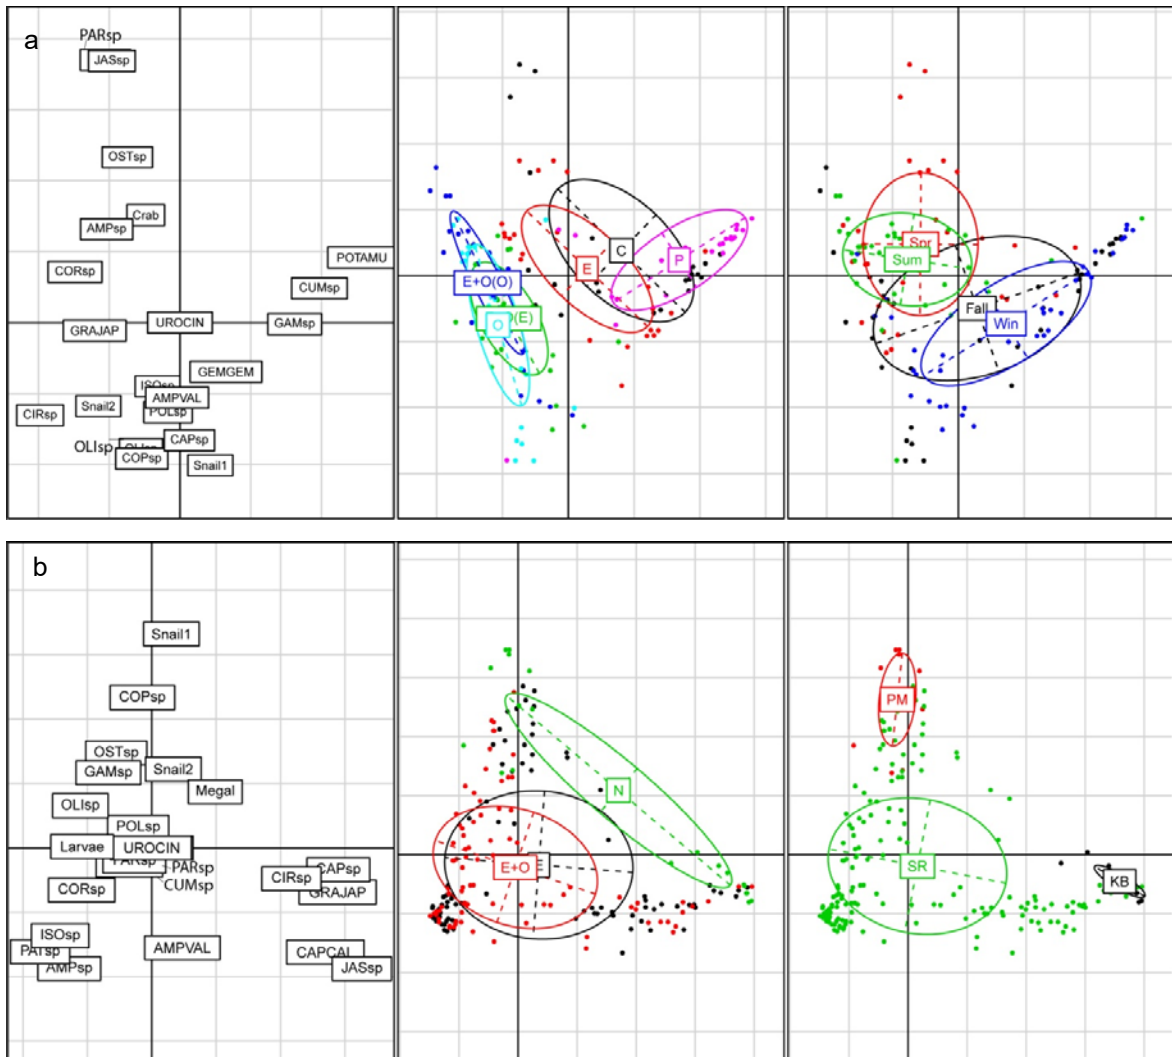 a
PARsp
JASsp
OSTsp
Crab
AMPsp
CORsp
POTAMU
CUMsp
GRAJAP
UROCIN
GAMsp
GEMGEM
ISOsp
AMPVAL
Snail2
POLsp
CIRsp
CAPsp
OLIsp
COPsp
Snail1
C
E
P
E+O(O)
O(E)
O
Spr
Sum
Fall
Win
b
Snail1
COPsp
OSTsp
GAMsp
Snail2
Megal
OLIsp
POLsp
Larvae
UROCIN
PARsp
PARsp
CUMsp
CORsp
CAPsp
CIRsp
GRAJAP
ISOsp
PATsp
AMPsp
AMPVAL
CAPCAL
JASsp
N
E+O
E
PM
SR
KB